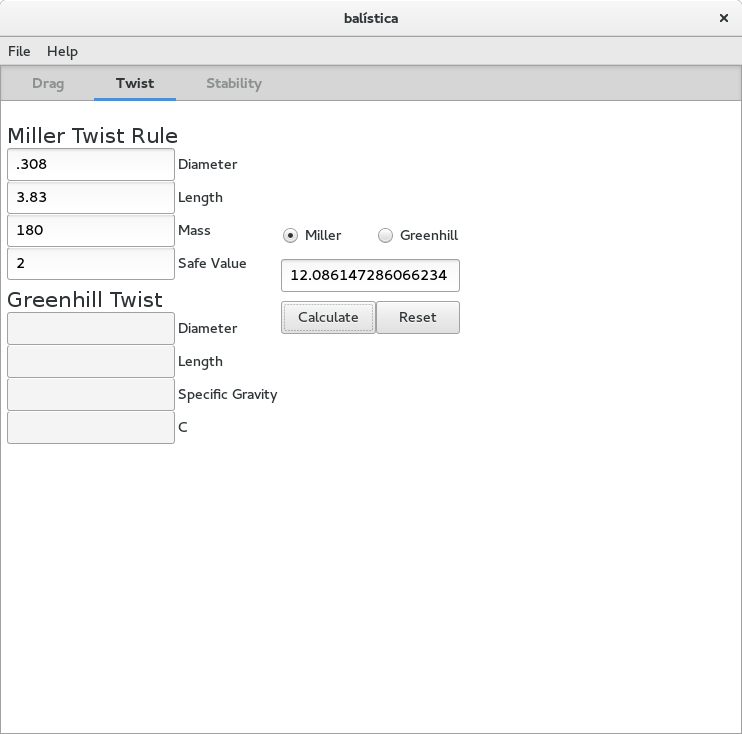 balístIca
File Help
Drag Twist Stability
Miller Twist Rule
.308 Diameter
3.83 Length
180 Mass
2 Safe Value
Miller Greenhill
12.086147286066234
Calculate Reset
Greenhill Twist
Diameter
Length
Specific Gravity
C